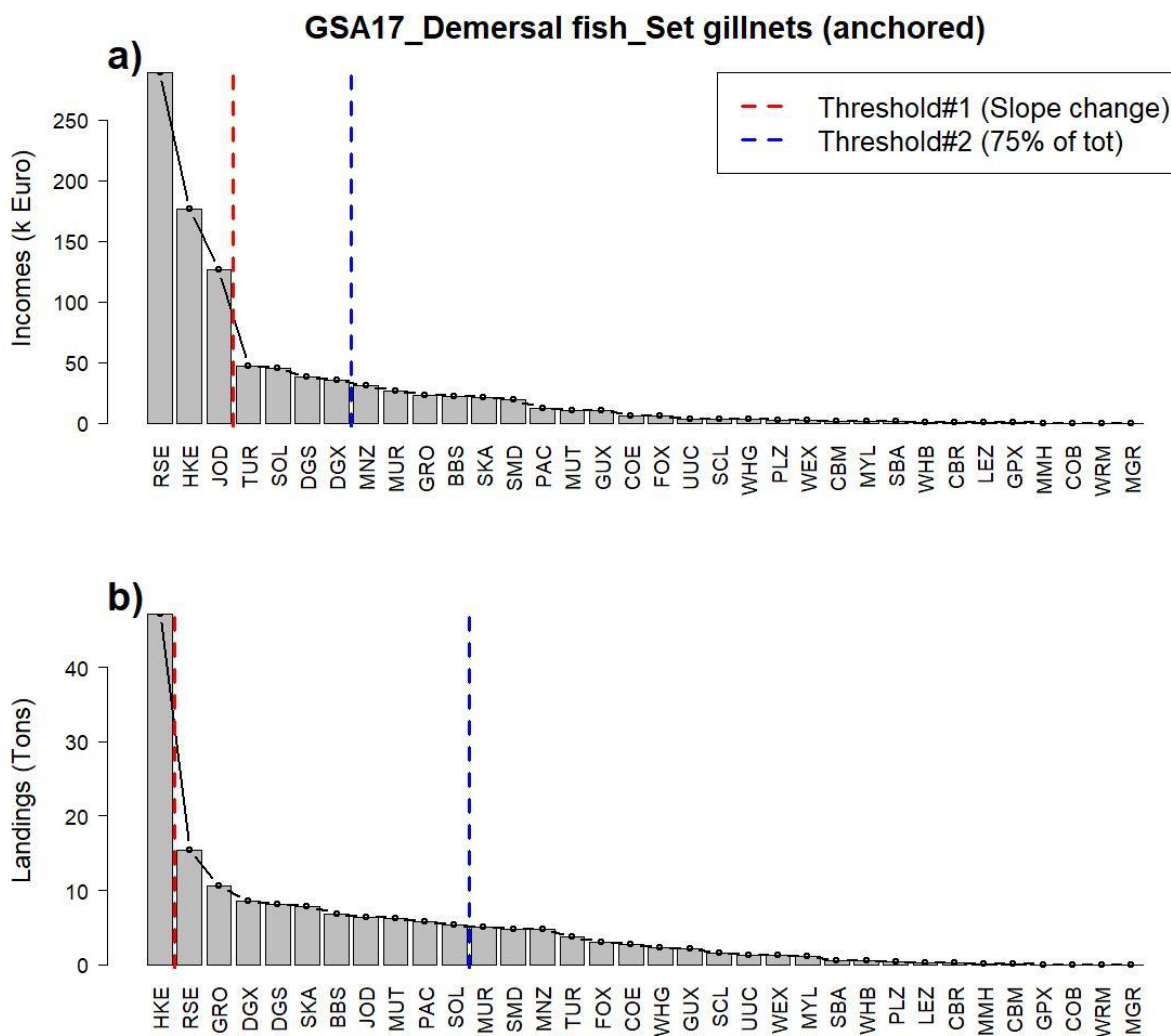 GSA17_Demersal fish_Set gillnets (anchored)
a)
Threshold#1 (Slope change)
Threshold#2 (75% of tot)
Incomes (k Euro)
250
200
150
100
50
0
RSE HKE JOD TUR SOL DGS DGX MNZ MUR GRO BBS SKA SMD PAC MUT GUX COE FOX UUC SCL WHG PLZ WEX CBM MYL SBA WHB CBR LEZ GPX MMH COB WRM MGR
b)
Landings (Tons)
40
30
20
10
0
HKE RSE GRO DGX DGS SKA BBS JOD MUT PAC SOL MUR SMD MNZ TUR FOX COE WHG GUX SCL UUC WEX MYL SBA WHB PLZ LEZ CBR MMH CBM GPX COB WRM MGR